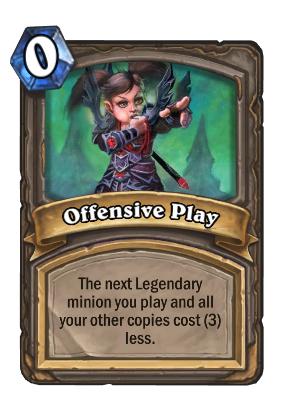 0
Offensive Play
The next Legendary
minion you play and all
your other copies cost (3)
less.